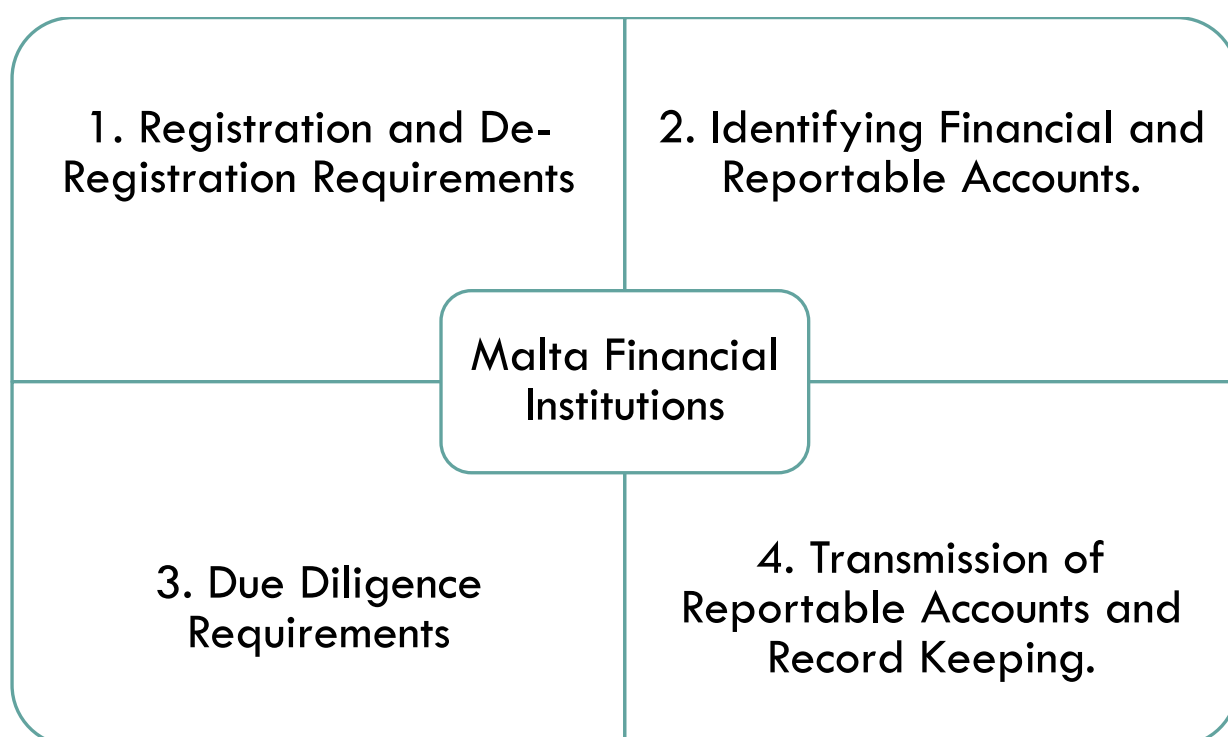 1. Registration and De-
Registration Requirements
2. Identifying Financial and
Reportable Accounts.
Malta Financial
Institutions
3. Due Diligence
Requirements
4. Transmission of
Reportable Accounts and
Record Keeping.